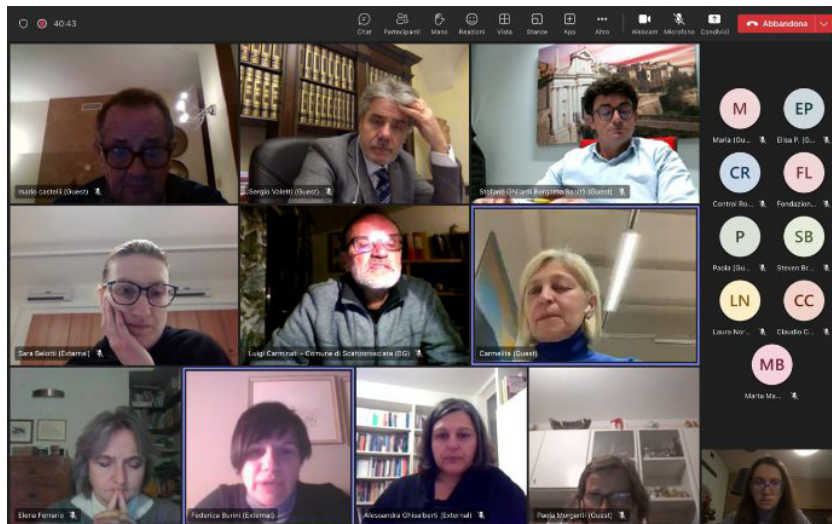 40:43
Chat Partecipanti Mano Reazioni Vista Stanze App Altro Webcam Microfono Condividi Abbandona
mario castelli (Guest)
Sergio Valetti (Guest)
Stefano Ghilardi Bergamo Sanità (Guest)
M
EP
Maria (Gu...
Elisa P. (G...
CR
FL
Control Ro...
Fondazion...
Sara Belotti (External)
Luigi Carminati - Comune di Scanzorosciate (BG)
Carmelita (Guest)
P
SB
Paola (Gu...
Steven Br...
LN
CC
Laura Nor...
Claudio C...
MB
Marta Ma...
Elena Ferrario
Federica Burini (External)
Alessandra Ghisalberti (External)
Paola Morganti (Guest)